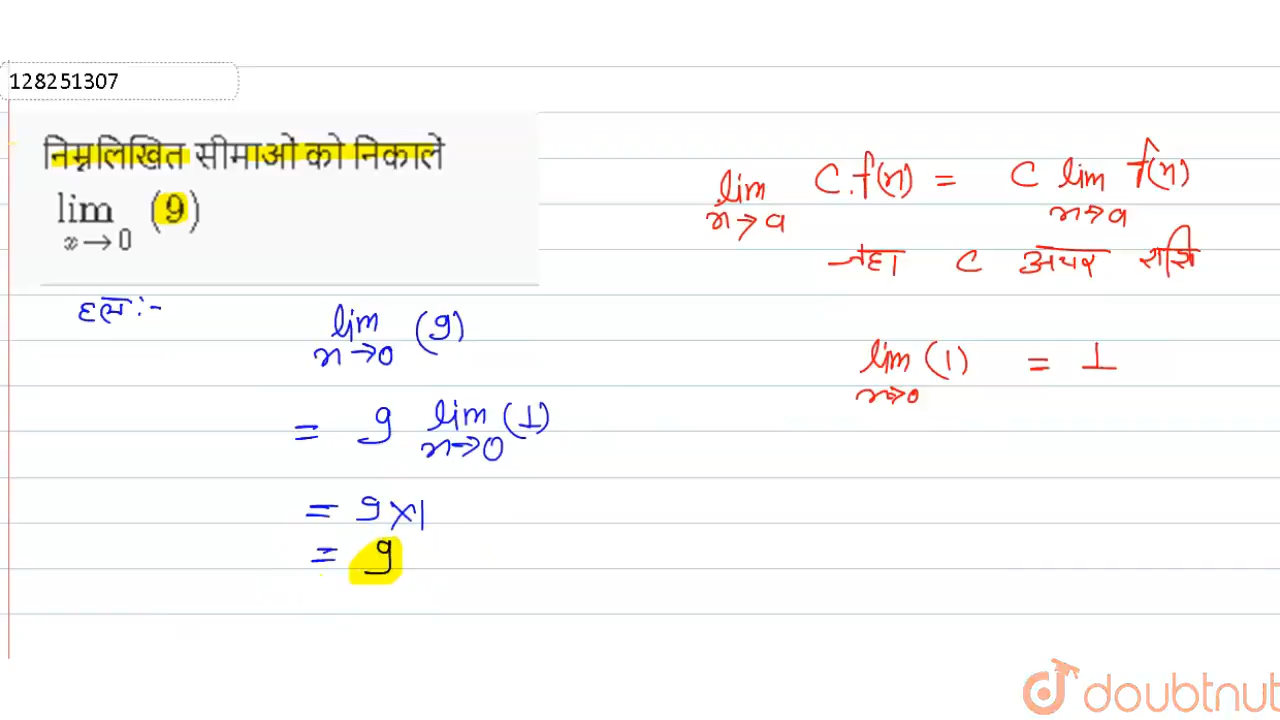 128251307
निम्नलिखित सीमाओं को निकालें
lim (9)
x→0
हल :-
lim (9)
x→0
= 9 lim (1)
x→0
= 9×1
= 9
lim C.f(x) = C lim f(x)
x→a x→a
जहा C अचर राशि
lim (1) = 1
x→0
doubtnut